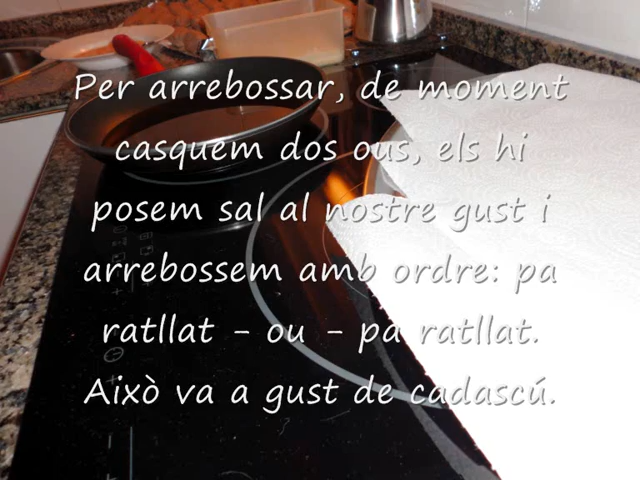 Per arrebossar, de moment
casquem dos ous, els hi
posem sal al nostre gust i
arrebossem amb ordre: pa
ratllat - ou - pa ratllat.
Això va a gust de cadascú.